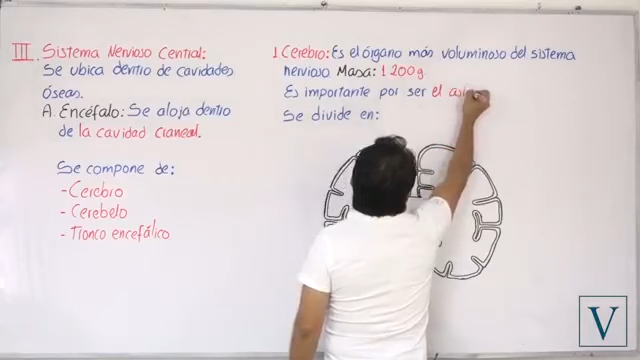 III. Sistema Nervioso Central:
Se ubica dentro de cavidades
óseas.
A. Encéfalo: Se aloja dentro
de la cavidad craneal.
Se compone de:
- Cerebro
- Cerebelo
- Tronco encefálico
1. Cerebro: Es el órgano más voluminoso del sistema
nervioso Masa: 1 200g.
Es importante por ser el
Se divide en:
V